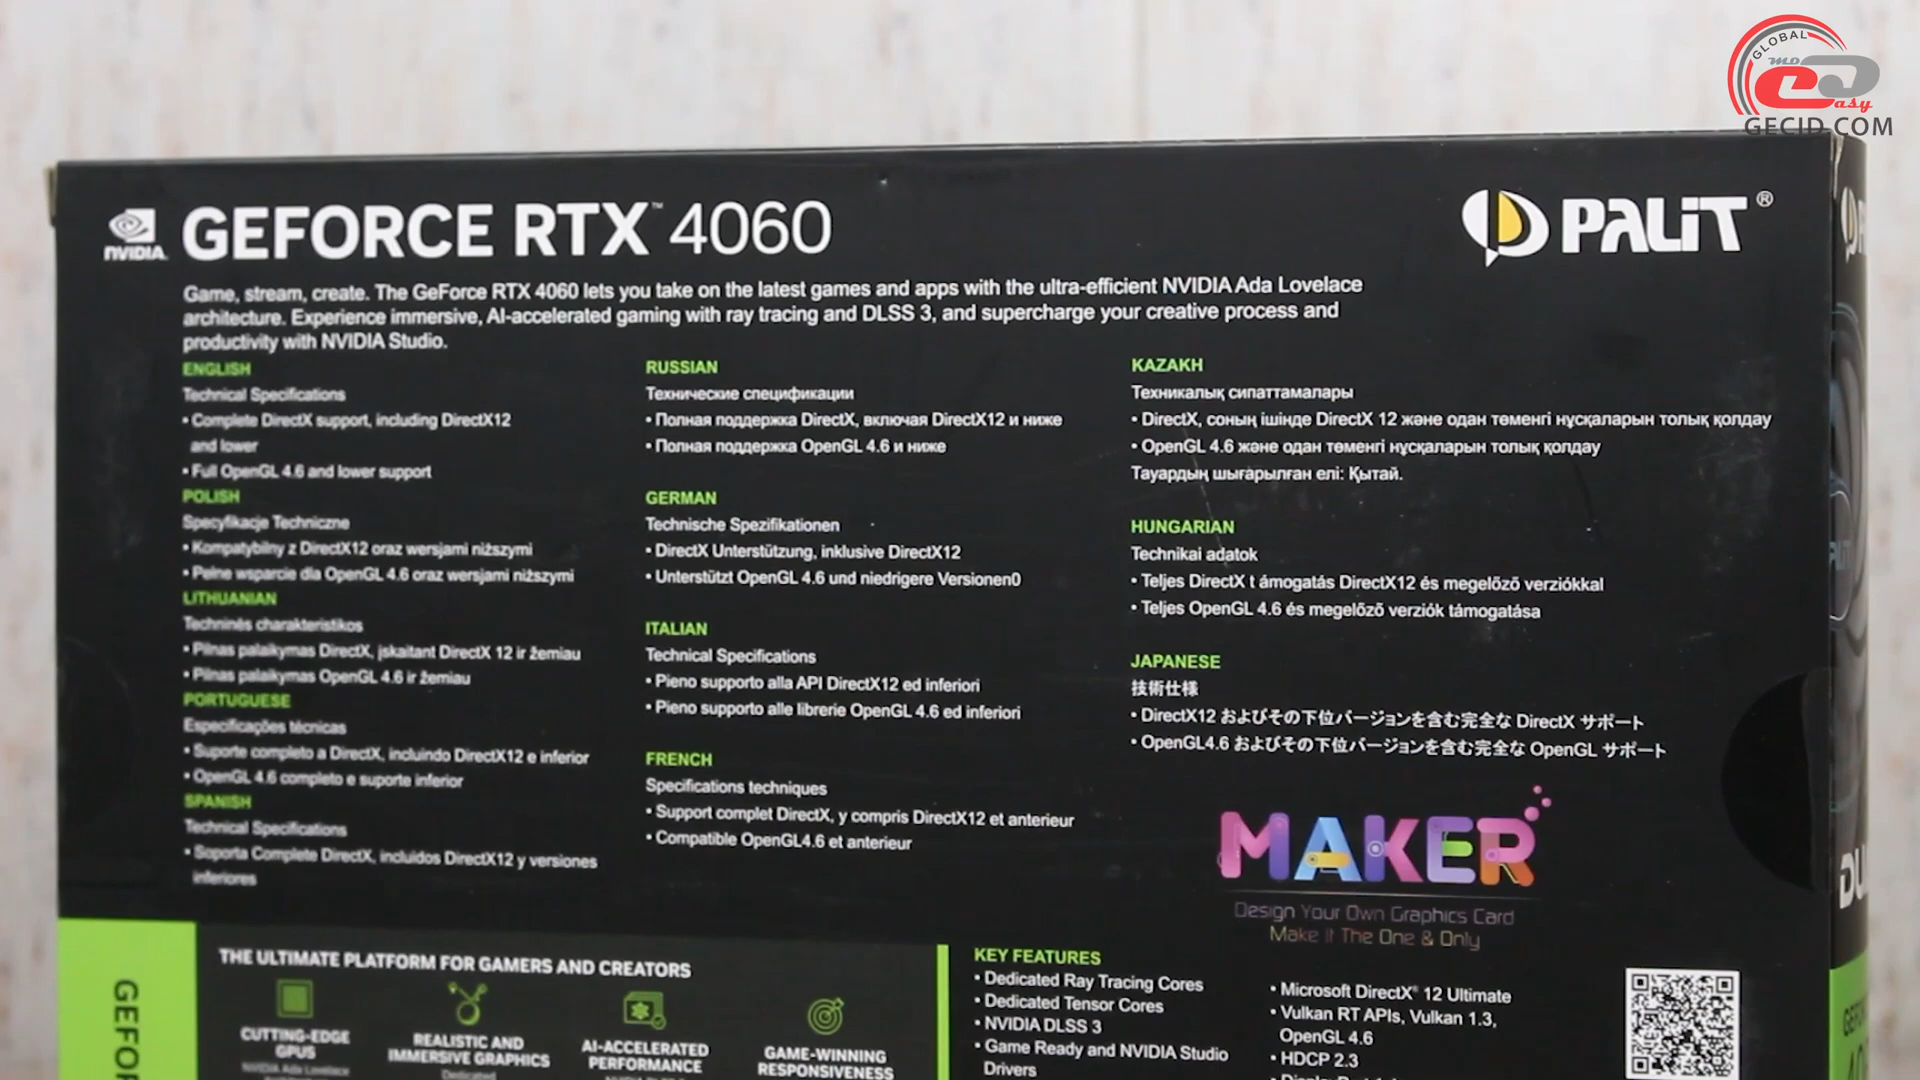 GLOBAL
easy
GECID.COM
NVIDIA
GEFORCE RTX™ 4060
PALIT®
Game, stream, create. The GeForce RTX 4060 lets you take on the latest games and apps with the ultra-efficient NVIDIA Ada Lovelace
architecture. Experience immersive, AI-accelerated gaming with ray tracing and DLSS 3, and supercharge your creative process and
productivity with NVIDIA Studio.
ENGLISH
Technical Specifications
• Complete DirectX support, including DirectX12
and lower
• Full OpenGL 4.6 and lower support
POLISH
Specyfikacje Techniczne
• Kompatybilny z DirectX12 oraz wersjami niższymi
• Pełne wsparcie dla OpenGL 4.6 oraz wersjami niższymi
LITHUANIAN
Techninės charakteristikos
• Pilnas palaikymas DirectX, įskaitant DirectX 12 ir žemiau
• Pilnas palaikymas OpenGL 4.6 ir žemiau
PORTUGUESE
Especificações técnicas
• Suporte completo a DirectX, incluindo DirectX12 e inferior
• OpenGL 4.6 completo e suporte inferior
SPANISH
Technical Specifications
• Soporta Complete DirectX, incluidos DirectX12 y versiones
inferiores
RUSSIAN
Технические спецификации
• Полная поддержка DirectX, включая DirectX12 и ниже
• Полная поддержка OpenGL 4.6 и ниже
GERMAN
Technische Spezifikationen
• DirectX Unterstützung, inklusive DirectX12
• Unterstützt OpenGL 4.6 und niedrigere Versionen0
ITALIAN
Technical Specifications
• Pieno supporto alla API DirectX12 ed inferiori
• Pieno supporto alle librerie OpenGL 4.6 ed inferiori
FRENCH
Specifications techniques
• Support complet DirectX, y compris DirectX12 et anterieur
• Compatible OpenGL4.6 et anterieur
KAZAKH
Техникалық сипаттамалары
• DirectX, соның ішінде DirectX 12 және одан төменгі нұсқаларын толық қолдау
• OpenGL 4.6 және одан төменгі нұсқаларын толық қолдау
Тауардың шығарылған елі: Қытай.
HUNGARIAN
Technikai adatok
• Teljes DirectX t ámogatás DirectX12 és megelőző verziókkal
• Teljes OpenGL 4.6 és megelőző verziók támogatása
JAPANESE
技術仕様
• DirectX12 およびその下位バージョンを含む完全な DirectX サポート
• OpenGL4.6 およびその下位バージョンを含む完全な OpenGL サポート
MAKER
Design Your Own Graphics Card
Make it The One & Only
THE ULTIMATE PLATFORM FOR GAMERS AND CREATORS
CUTTING-EDGE
GPUS
NVIDIA Ada Lovelace
REALISTIC AND
IMMERSIVE GRAPHICS
Dedicated
AI-ACCELERATED
PERFORMANCE
GAME-WINNING
RESPONSIVENESS
KEY FEATURES
• Dedicated Ray Tracing Cores
• Dedicated Tensor Cores
• NVIDIA DLSS 3
• Game Ready and NVIDIA Studio
Drivers
• Microsoft DirectX® 12 Ultimate
• Vulkan RT APIs, Vulkan 1.3,
OpenGL 4.6
• HDCP 2.3